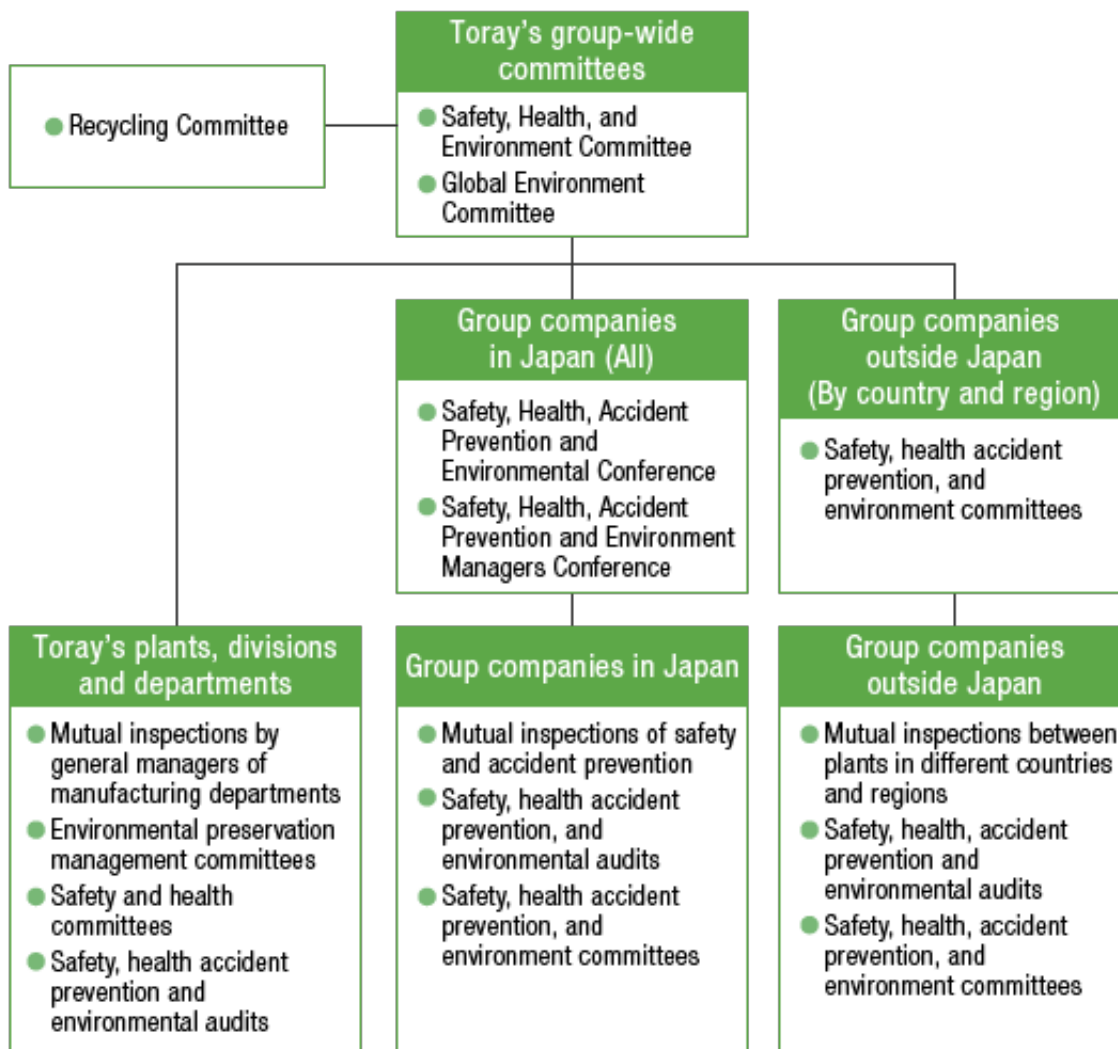 Toray's group-wide
committees
Recycling Committee
Safety, Health, and
Environment Committee
Global Environment
Committee
Group companies
in Japan (All)
Safety, Health, Accident
Prevention and
Environmental Conference
Safety, Health, Accident
Prevention and Environment
Managers Conference
Group companies
outside Japan
(By country and region)
Safety, health accident
prevention, and
environment committees
Toray's plants, divisions
and departments
Mutual inspections by
general managers of
manufacturing departments
Environmental preservation
management committees
Safety and health
committees
Safety, health accident
prevention and
environmental audits
Group companies in Japan
Mutual inspections of safety
and accident prevention
Safety, health accident
prevention, and
environmental audits
Safety, health accident
prevention, and
environment committees
Group companies
outside Japan
Mutual inspections between
plants in different countries
and regions
Safety, health, accident
prevention and
environmental audits
Safety, health, accident
prevention, and
environment committees